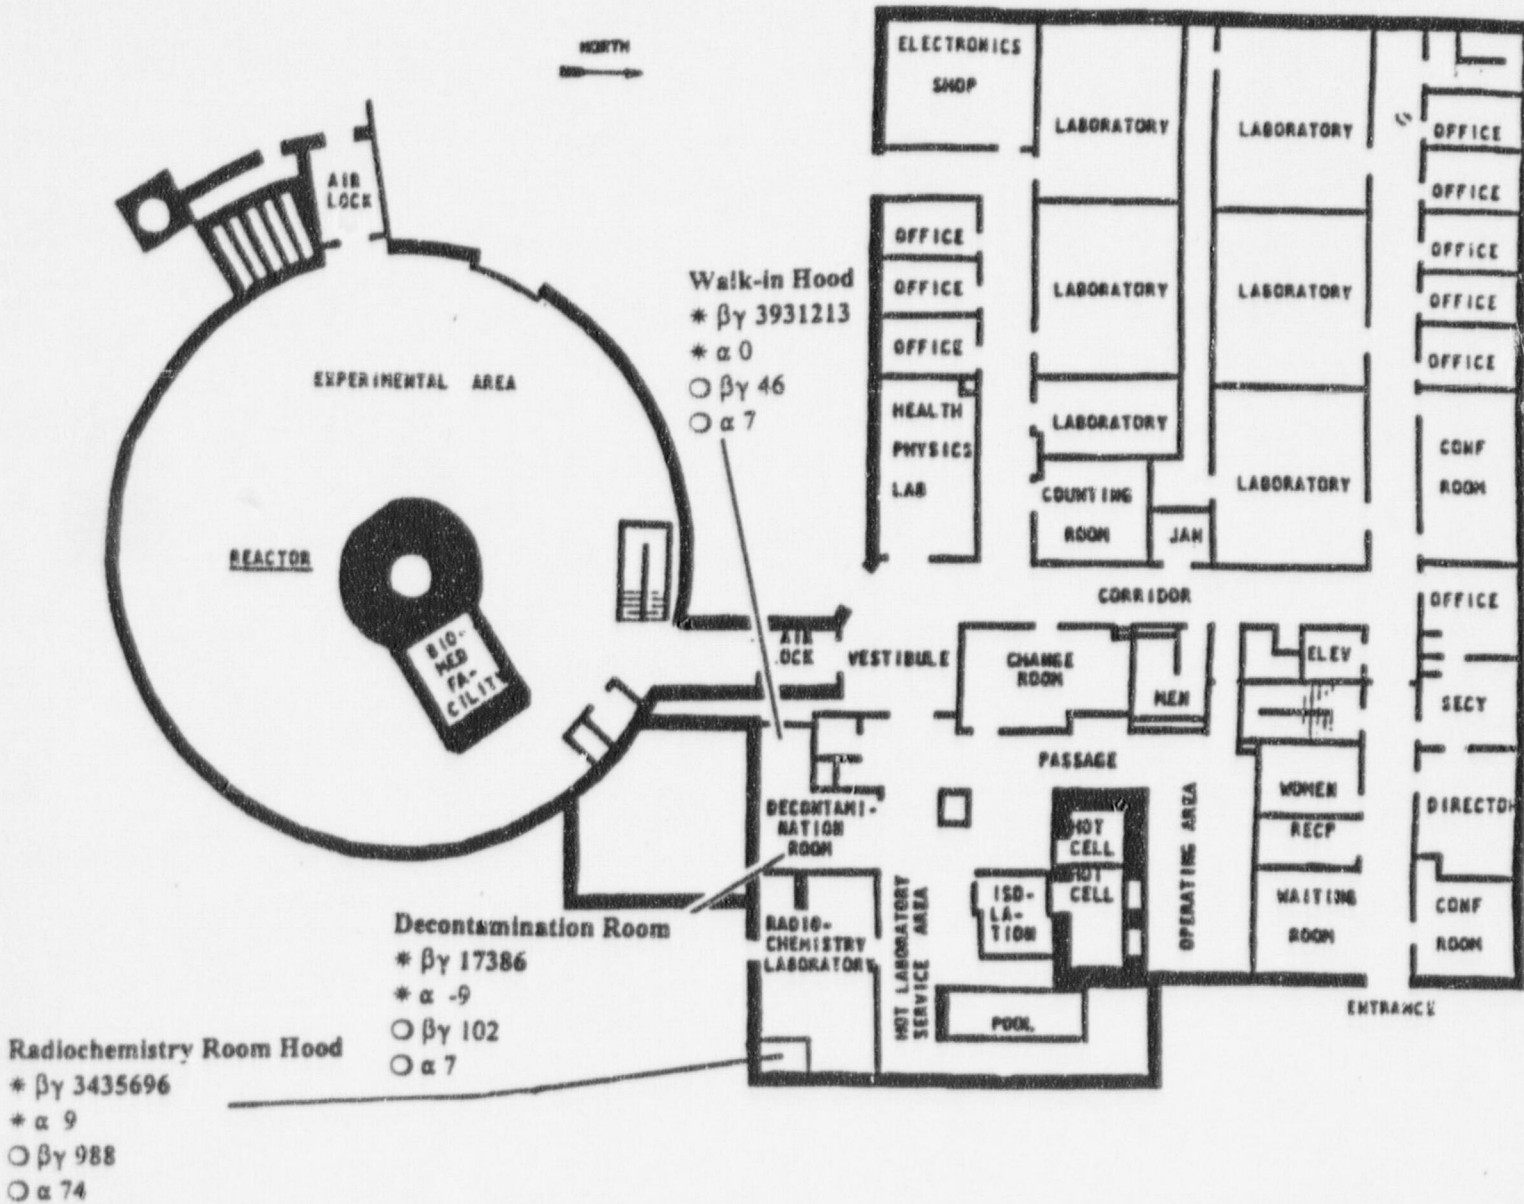 NORTH
ELECTRONICS
SHOP
LABORATORY
LABORATORY
OFFICE
OFFICE
OFFICE
OFFICE
OFFICE
AIR
LOCK
OFFICE
OFFICE
OFFICE
LABORATORY
LABORATORY
Walk-in Hood
* βγ 3931213
* α 0
○ βγ 46
○ α 7
EXPERIMENTAL AREA
HEALTH
PHYSICS
LAB
LABORATORY
COUNTING
ROOM
JAN
LABORATORY
CONF
ROOM
REACTOR
BIO-
MED
FA-
CILITY
CORRIDOR
OFFICE
AIR
OCK
VESTIBULE
CHANGE
ROOM
MEN
ELEV
SECY
PASSAGE
WOMEN
RECP
DIRECTOR
DECONTAMI-
NATION
ROOM
HOT
CELL
HOT
CELL
OPERATING AREA
ISO-
LA-
TION
WAITING
ROOM
CONF
ROOM
RADIO-
CHEMISTRY
LABORATORY
HOT LABORATORY
SERVICE AREA
POOL
ENTRANCE
Decontamination Room
* βγ 17386
* α -9
○ βγ 102
○ α 7
Radiochemistry Room Hood
* βγ 3435696
* α 9
○ βγ 988
○ α 74